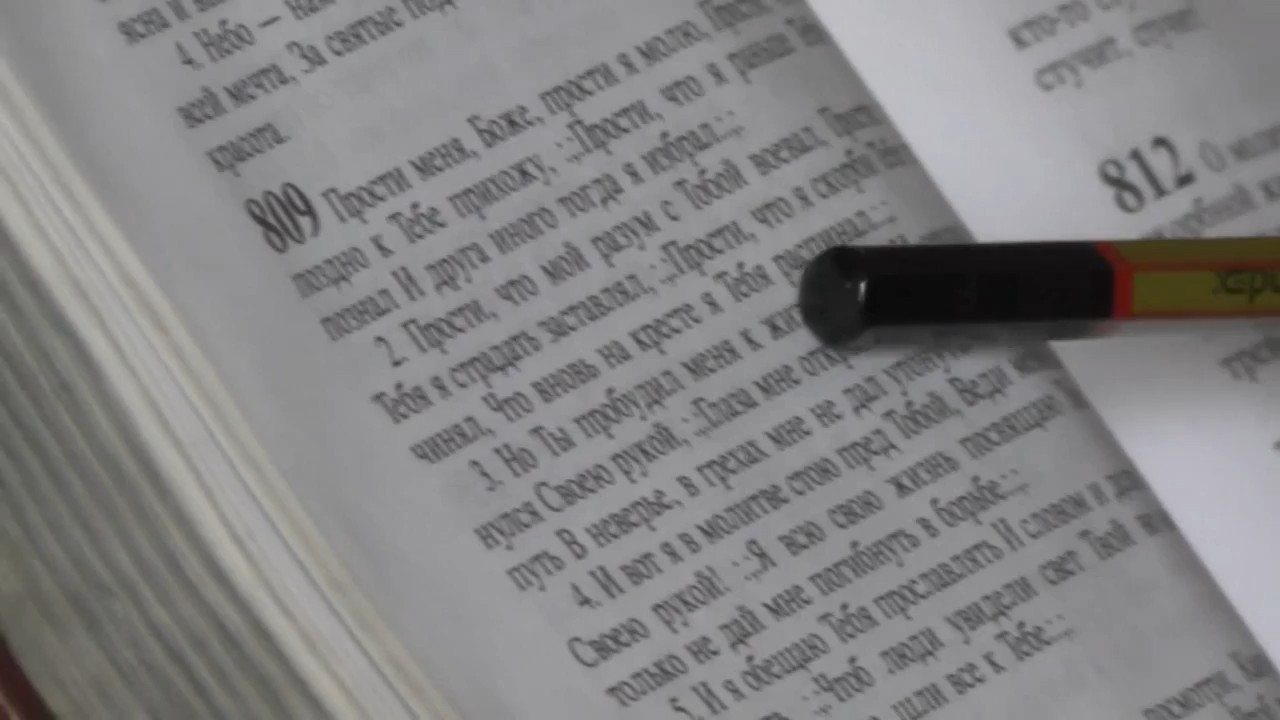 4. Небо —
всей мечта, За святые
красота.
809 Прости меня, Боже, прости я молю,
поздно к Тебе прихожу, :,:Прости, что я раньше
познал И друга иного тогда я избрал:,:
2. Прости, что мой разум с Тобой воевал,
Тебя я страдать заставлял, :,:Прости, что я скорби
чинял, Что вновь на кресте я Тебя распинал:,:
3. Но Ты пробудил меня к
нулся Своею рукой, :,:Глаза мне
путь В неверье, в грехах мне не дал
4. И вот я в молитве стою пред Тобой, Веди
Своею рукой! :,:Я всю свою жизнь посвящаю
только не дай мне погибнуть в борьбе:,:
5. И я обещаю Тебя прославлять И словом и
:,:Чтоб люди увидели свет Твой
шли все к Тебе:,:
кто-то
стучит,
812 О